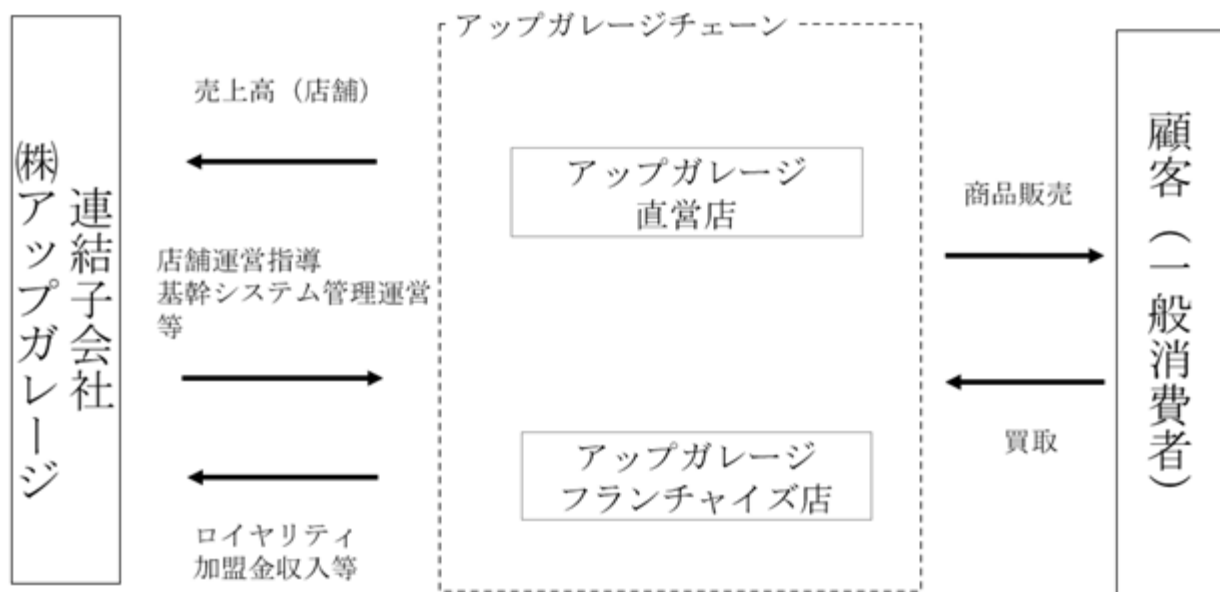 連結子会社
㈱アップガレージ
売上高（店舗）
店舗運営指導
基幹システム管理運営
等
ロイヤリティ
加盟金収入等
アップガレージチェーン
アップガレージ
直営店
アップガレージ
フランチャイズ店
商品販売
買取
顧客（一般消費者）